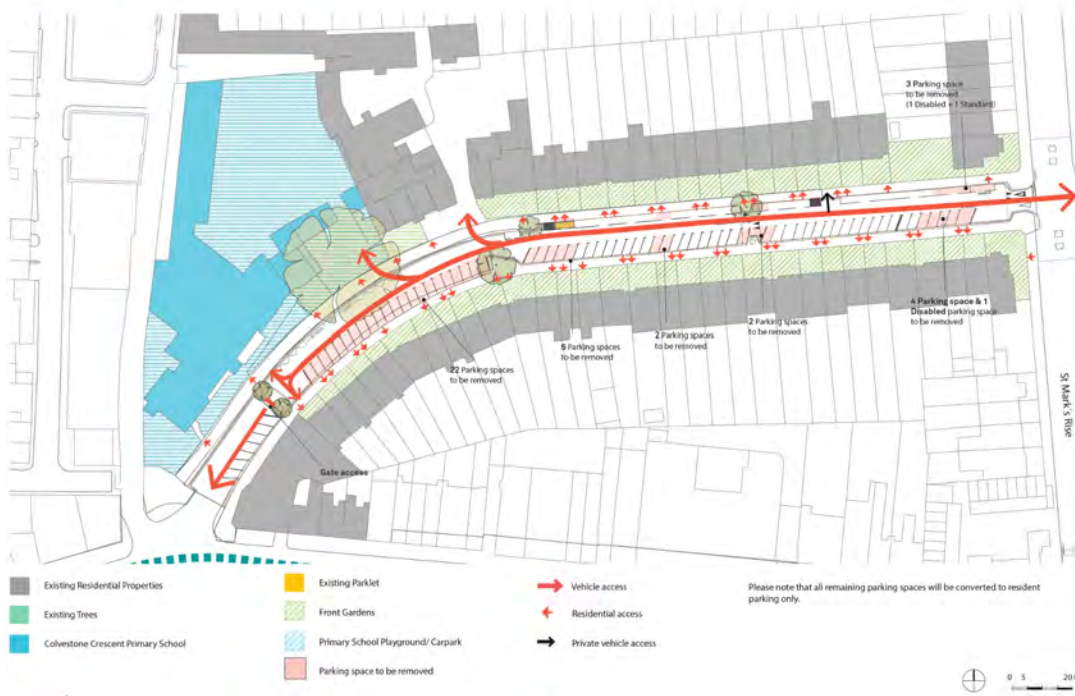 3 Parking space
to be removed
(1 Disabled + 1 Standard)
4 Parking space & 1
Disabled parking space
to be removed
2 Parking spaces
to be removed
2 Parking spaces
to be removed
5 Parking spaces
to be removed
22 Parking spaces
to be removed
Gate access
St Mark's Rise
Existing Residential Properties
Existing Trees
Colvestone Crescent Primary School
Existing Parklet
Front Gardens
Primary School Playground/ Carpark
Parking space to be removed
Vehicle access
Residential access
Private vehicle access
Please note that all remaining parking spaces will be converted to resident
parking only.
0 5